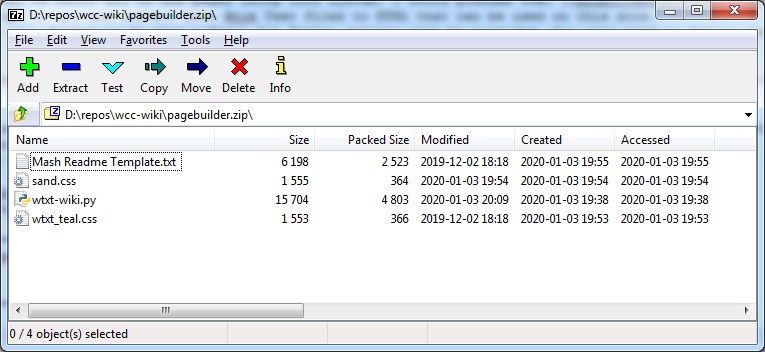 D:\repos\wcc-wiki\pagebuilder.zip\
File Edit View Favorites Tools Help
Add Extract Test Copy Move Delete Info
D:\repos\wcc-wiki\pagebuilder.zip\
Name Size Packed Size Modified Created Accessed
Mash Readme Template.txt 6 198 2 523 2019-12-02 18:18 2020-01-03 19:55 2020-01-03 19:55
sand.css 1 555 364 2020-01-03 19:54 2020-01-03 19:54 2020-01-03 19:54
wtxt-wiki.py 15 704 4 803 2020-01-03 20:09 2020-01-03 19:38 2020-01-03 19:38
wtxt_teal.css 1 553 366 2019-12-02 18:18 2020-01-03 19:53 2020-01-03 19:53
0 / 4 object(s) selected